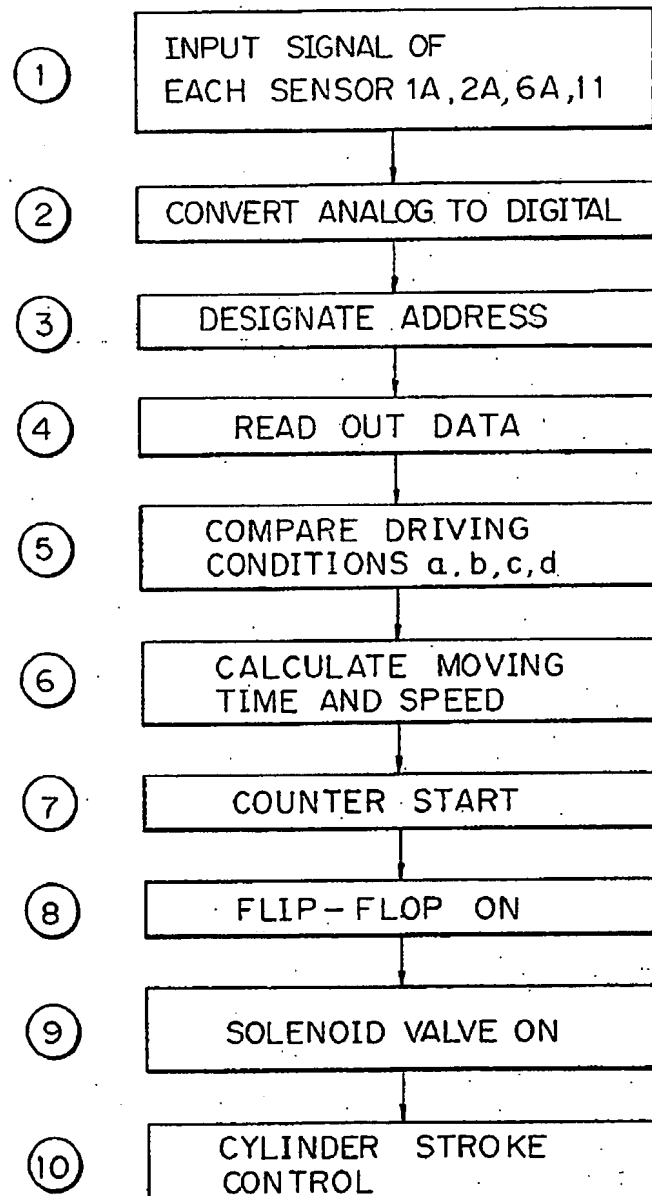 1
INPUT SIGNAL OF
EACH SENSOR 1A, 2A, 6A, 11
2
CONVERT ANALOG TO DIGITAL
3
DESIGNATE ADDRESS
4
READ OUT DATA
5
COMPARE DRIVING
CONDITIONS a, b, c, d
6
CALCULATE MOVING
TIME AND SPEED
7
COUNTER START
8
FLIP-FLOP ON
9
SOLENOID VALVE ON
10
CYLINDER STROKE
CONTROL